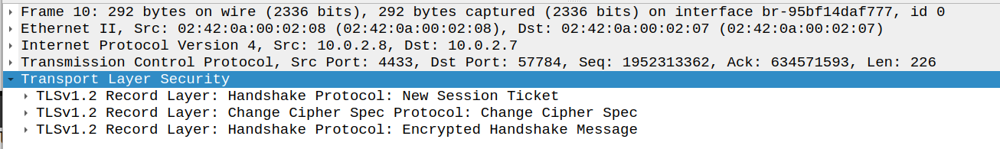 Frame 10: 292 bytes on wire (2336 bits), 292 bytes captured (2336 bits) on interface br-95bf14daf777, id 0
Ethernet II, Src: 02:42:0a:00:02:08 (02:42:0a:00:02:08), Dst: 02:42:0a:00:02:07 (02:42:0a:00:02:07)
Internet Protocol Version 4, Src: 10.0.2.8, Dst: 10.0.2.7
Transmission Control Protocol, Src Port: 4433, Dst Port: 57784, Seq: 1952313362, Ack: 634571593, Len: 226
Transport Layer Security
TLSv1.2 Record Layer: Handshake Protocol: New Session Ticket
TLSv1.2 Record Layer: Change Cipher Spec Protocol: Change Cipher Spec
TLSv1.2 Record Layer: Handshake Protocol: Encrypted Handshake Message